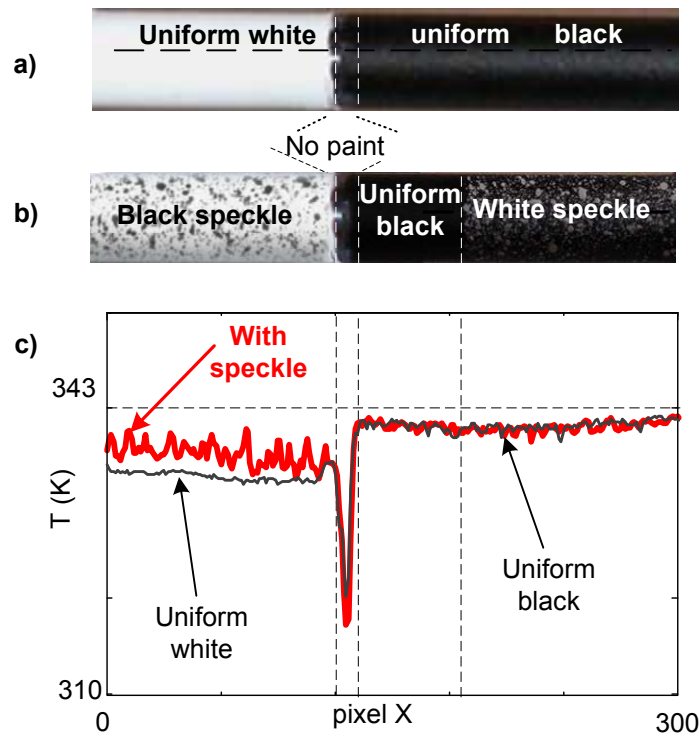 a)
Uniform white uniform black
No paint
b)
Black speckle
Uniform
black
White speckle
c)
With
speckle
343
T (K)
Uniform
white
Uniform
black
310
0
pixel X
300